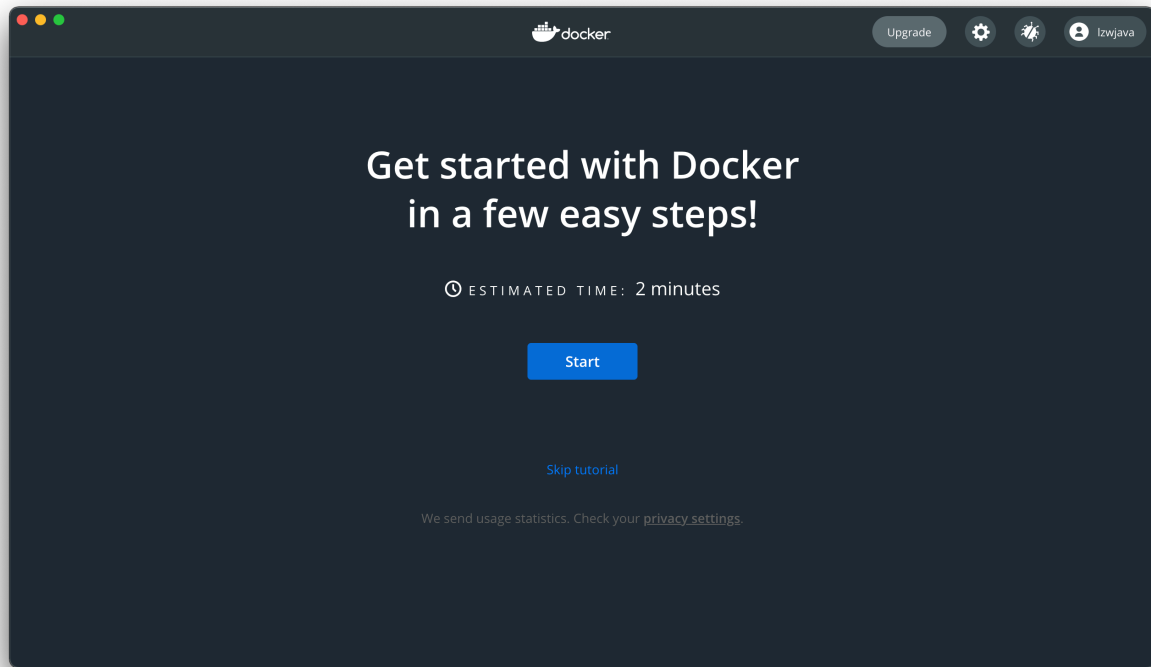 docker
Upgrade
lzwjava
Get started with Docker
in a few easy steps!
ESTIMATED TIME: 2 minutes
Start
Skip tutorial
We send usage statistics. Check your privacy settings.